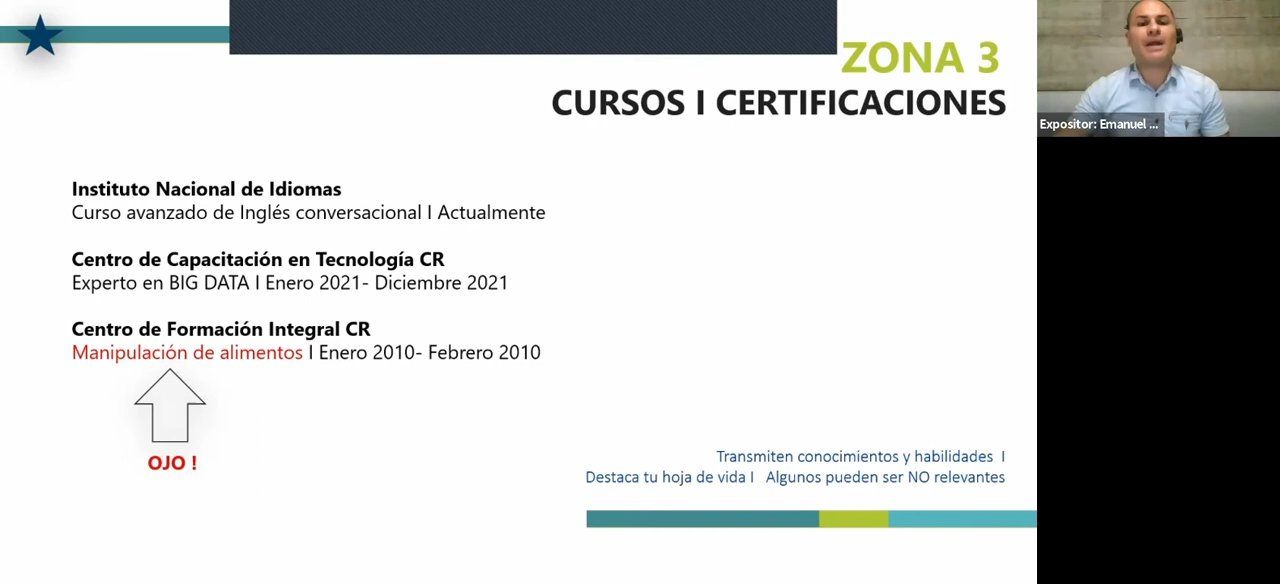 ZONA 3
CURSOS I CERTIFICACIONES
Expositor: Emanuel ...
Instituto Nacional de Idiomas
Curso avanzado de Inglés conversacional I Actualmente
Centro de Capacitación en Tecnología CR
Experto en BIG DATA I Enero 2021- Diciembre 2021
Centro de Formación Integral CR
Manipulación de alimentos I Enero 2010- Febrero 2010
OJO !
Transmiten conocimientos y habilidades I
Destaca tu hoja de vida I Algunos pueden ser NO relevantes